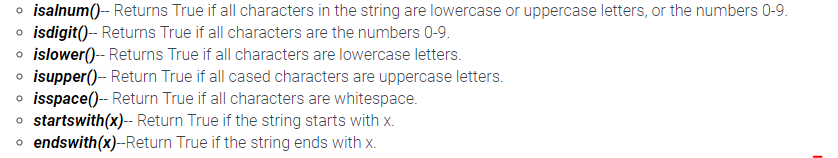 isalnum()-- Returns True if all characters in the string are lowercase or uppercase letters, or the numbers 0-9.
isdigit()-- Returns True if all characters are the numbers 0-9.
islower()-- Returns True if all characters are lowercase letters.
isupper()-- Return True if all cased characters are uppercase letters.
isspace()-- Return True if all characters are whitespace.
startswith(x)-- Return True if the string starts with x.
endswith(x)--Return True if the string ends with x.